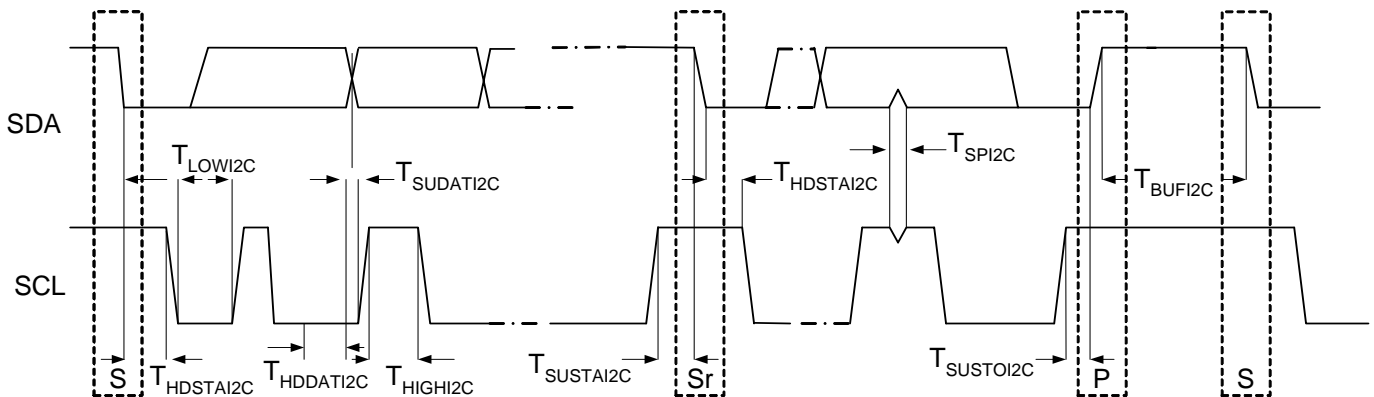 SDA
T_LOWI2C
T_SUDATI2C
T_SPI2C
T_HDSTAI2C
T_BUFI2C
SCL
S
T_HDSTAI2C
T_HDDATI2C
T_HIGHI2C
T_SUSTAI2C
Sr
T_SUSTOI2C
P
S